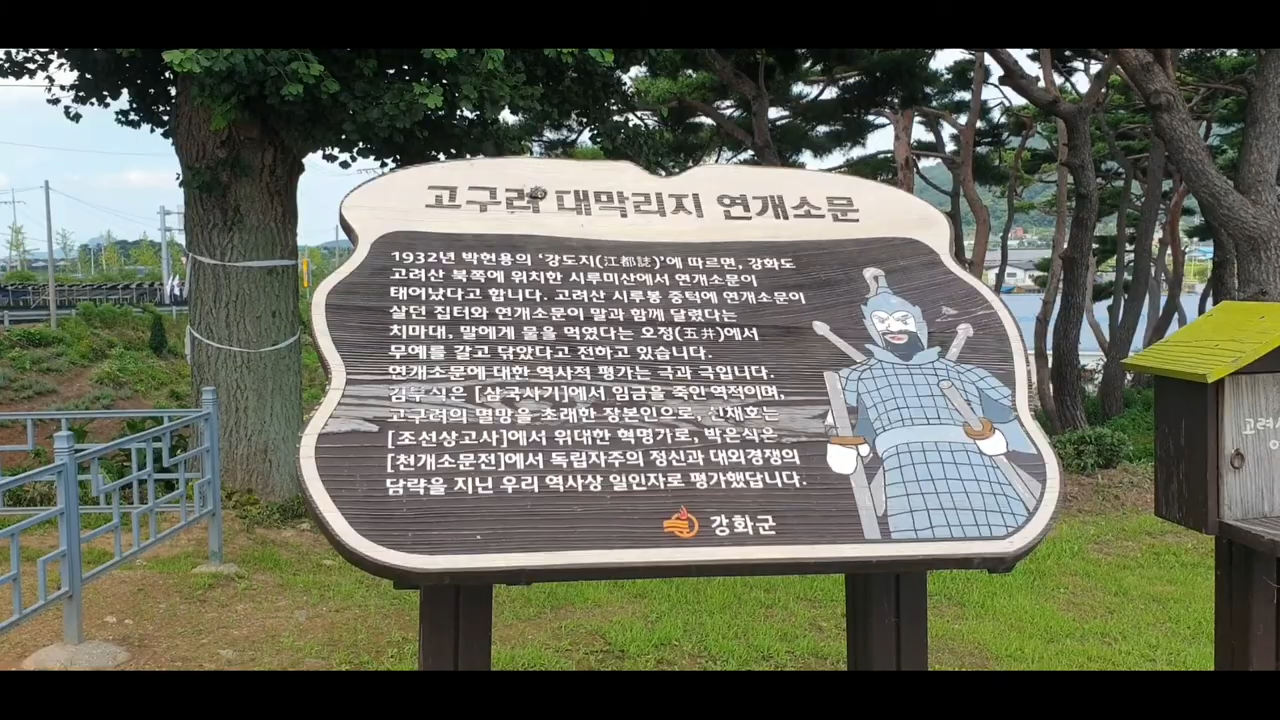 고구려 대막리지 연개소문
1932년 박헌용의 ‘강도지(江都誌)’에 따르면, 강화도
고려산 북쪽에 위치한 시루미산에서 연개소문이
태어났다고 합니다. 고려산 시루봉 중턱에 연개소문이
살던 집터와 연개소문이 말과 함께 달렸다는
치마대, 말에게 물을 먹였다는 오정(五井)에서
무예를 갈고 닦았다고 전하고 있습니다.
연개소문에 대한 역사적 평가는 극과 극입니다.
김부식은 [삼국사기]에서 임금을 죽인 역적이며,
고구려의 멸망을 초래한 장본인으로, 신채호는
[조선상고사]에서 위대한 혁명가로, 박은식은
[천개소문전]에서 독립자주의 정신과 대외경쟁의
담략을 지닌 우리 역사상 일인자로 평가했답니다.
강화군